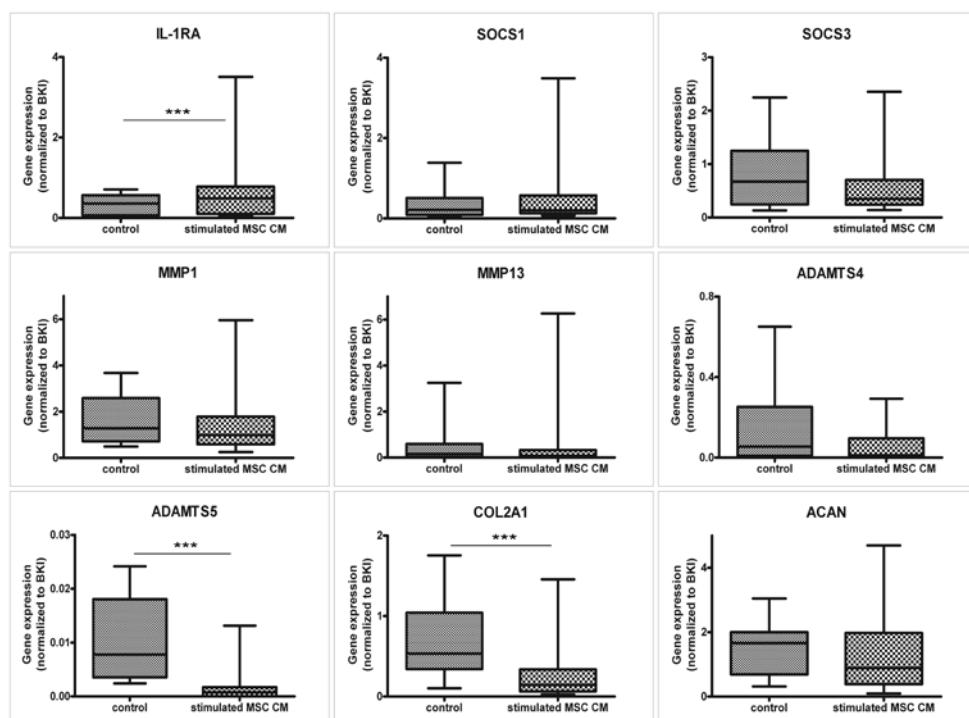 IL-1RA
Gene expression
(normalized to BKI)
4
2
0
***
control
stimulated MSC CM
SOCS1
Gene expression
(normalized to BKI)
4
2
0
control
stimulated MSC CM
SOCS3
Gene expression
(normalized to BKI)
3
2
1
0
control
stimulated MSC CM
MMP1
Gene expression
(normalized to BKI)
6
4
2
0
control
stimulated MSC CM
MMP13
Gene expression
(normalized to BKI)
6
4
2
0
control
stimulated MSC CM
ADAMTS4
Gene expression
(normalized to BKI)
0.8
0.4
0.0
control
stimulated MSC CM
ADAMTS5
Gene expression
(normalized to BKI)
0.03
0.02
0.01
0.00
***
control
stimulated MSC CM
COL2A1
Gene expression
(normalized to BKI)
2
1
0
***
control
stimulated MSC CM
ACAN
Gene expression
(normalized to BKI)
4
2
0
control
stimulated MSC CM